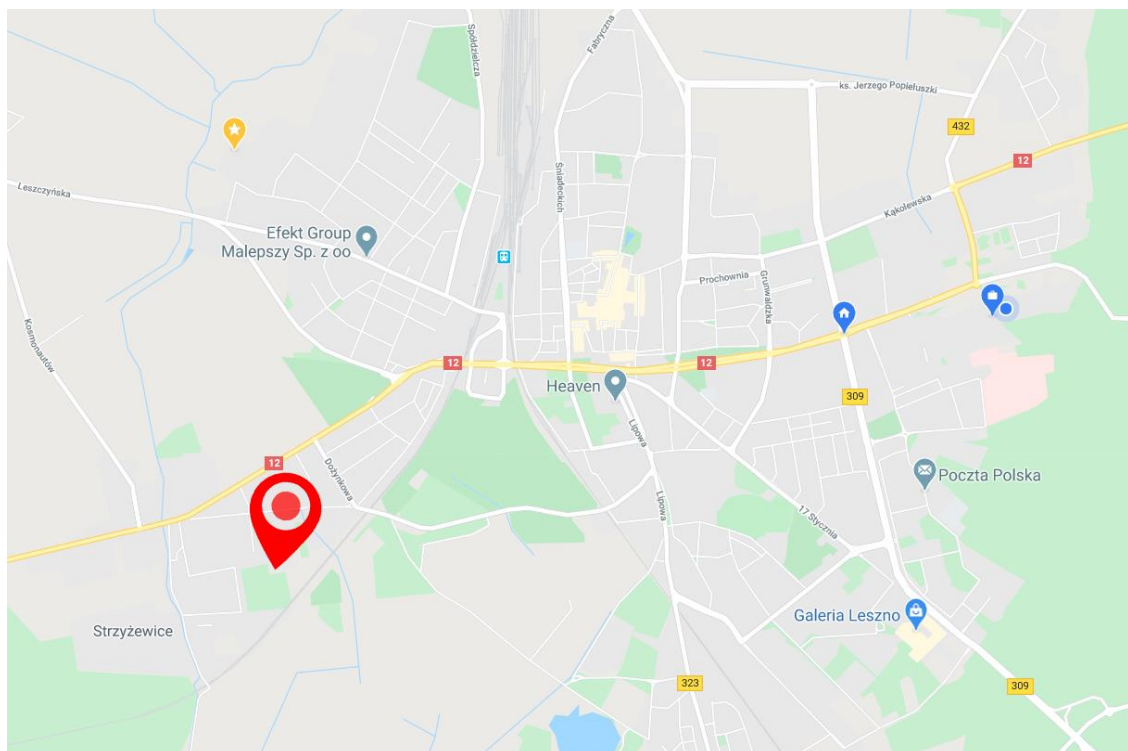 Spółdzielcza
Fabryczna
ks. Jerzego Popiełuszki
432
12
Leszczyńska
Śniadeckich
Kąkolewska
Efekt Group
Malepszy Sp. z oo
Prochownia
Grunwaldzka
Kosmonautów
12
12
Heaven
309
Lipowa
12
Dożynkowa
Poczta Polska
Lipowa
17 Stycznia
Galeria Leszno
Strzyżewice
323
309